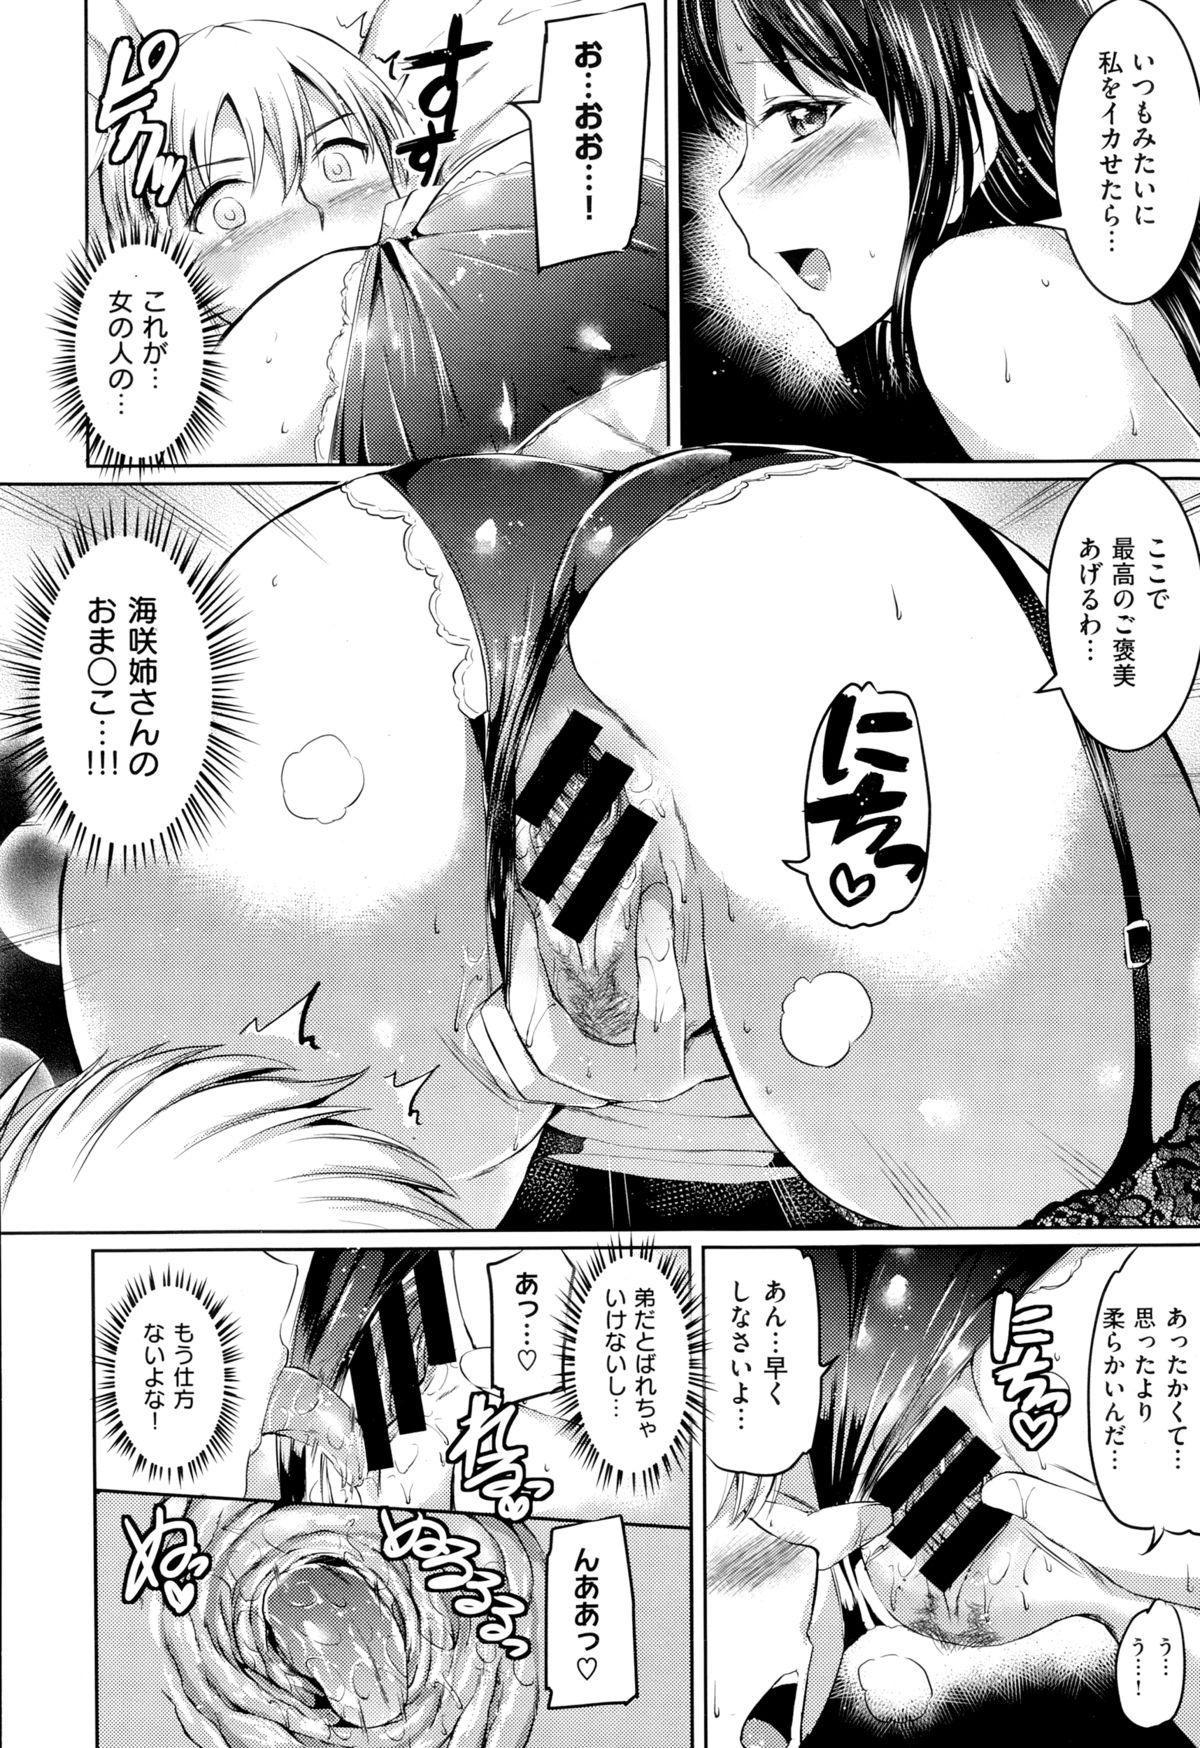 いつもみたいに
私をイカせたら…
お…おお…！
すす
ピクッ
これが…
女の人の…
ここで
最高のご褒美
あげるわ…
にちっ♡
海咲姉さんの
おま○こ…!!!
あったかくて…
思ったより
柔らかいんだ…
にちっ♡
あん…早く
しなさいよ…
う…
う…！
弟だとばれちゃ
いけないし…
あっ…♡
もう仕方
ないよな！
れるっ♡
んああっ♡
ぬるるるるっ
ぬっ♡